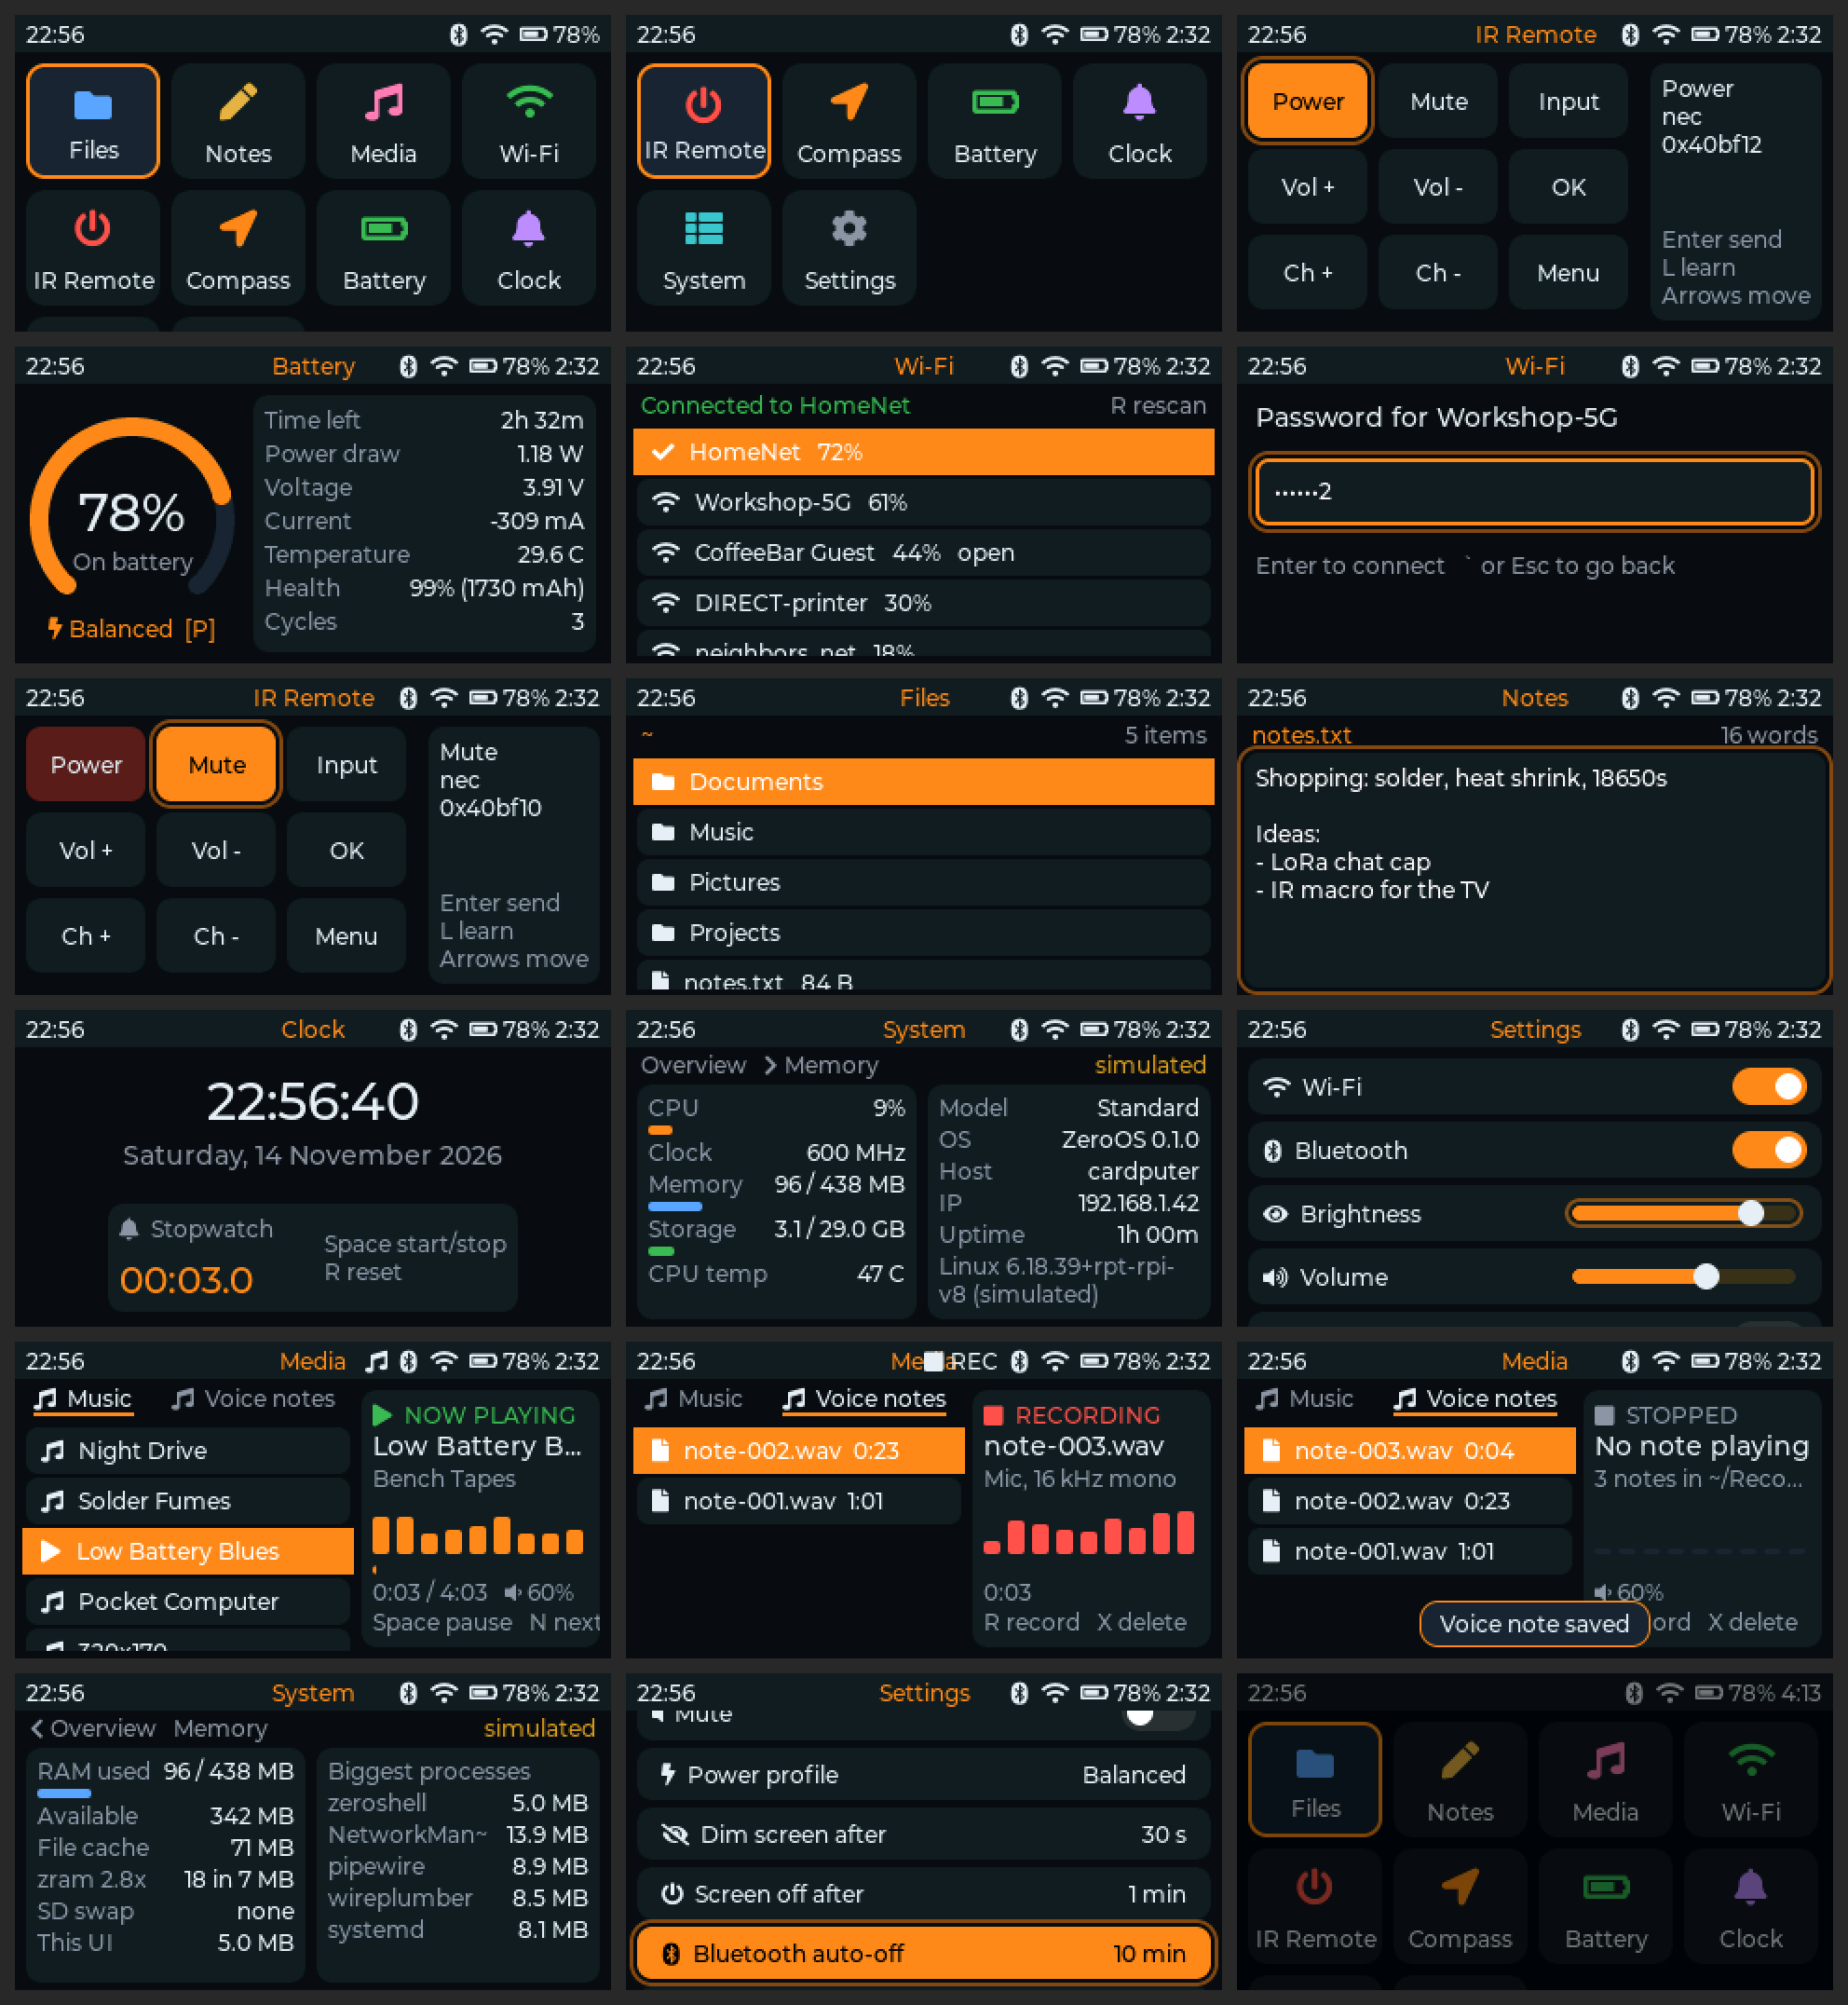 22:56 78%
Files Notes Media Wi-Fi
IR Remote Compass Battery Clock
22:56 78% 2:32
IR Remote Compass Battery Clock
System Settings
22:56 IR Remote 78% 2:32
Power Mute Input
Vol + Vol - OK
Ch + Ch - Menu
Power
nec
0x40bf12
Enter send
L learn
Arrows move
22:56 Battery 78% 2:32
78%
On battery
Balanced [P]
Time left 2h 32m
Power draw 1.18 W
Voltage 3.91 V
Current -309 mA
Temperature 29.6 C
Health 99% (1730 mAh)
Cycles 3
22:56 Wi-Fi 78% 2:32
Connected to HomeNet R rescan
HomeNet 72%
Workshop-5G 61%
CoffeeBar Guest 44% open
DIRECT-printer 30%
neighbors_net 18%
22:56 Wi-Fi 78% 2:32
Password for Workshop-5G
······2
Enter to connect ` or Esc to go back
22:56 IR Remote 78% 2:32
Power Mute Input
Vol + Vol - OK
Ch + Ch - Menu
Mute
nec
0x40bf10
Enter send
L learn
Arrows move
22:56 Files 78% 2:32
~ 5 items
Documents
Music
Pictures
Projects
notes.txt 84 B
22:56 Notes 78% 2:32
notes.txt 16 words
Shopping: solder, heat shrink, 18650s
Ideas:
- LoRa chat cap
- IR macro for the TV
22:56 Clock 78% 2:32
22:56:40
Saturday, 14 November 2026
Stopwatch
00:03.0
Space start/stop
R reset
22:56 System 78% 2:32
Overview > Memory simulated
CPU 9%
Clock 600 MHz
Memory 96 / 438 MB
Storage 3.1 / 29.0 GB
CPU temp 47 C
Model Standard
OS ZeroOS 0.1.0
Host cardputer
IP 192.168.1.42
Uptime 1h 00m
Linux 6.18.39+rpt-rpi-
v8 (simulated)
22:56 Settings 78% 2:32
Wi-Fi
Bluetooth
Brightness
Volume
22:56 Media 78% 2:32
Music Voice notes
Night Drive
Solder Fumes
Low Battery Blues
Pocket Computer
320x170
NOW PLAYING
Low Battery B...
Bench Tapes
0:03 / 4:03 60%
Space pause N next
22:56 Media REC 78% 2:32
Music Voice notes
note-002.wav 0:23
note-001.wav 1:01
RECORDING
note-003.wav
Mic, 16 kHz mono
0:03
R record X delete
22:56 Media 78% 2:32
Music Voice notes
note-003.wav 0:04
note-002.wav 0:23
note-001.wav 1:01
STOPPED
No note playing
3 notes in ~/Reco...
60%
ord X delete
Voice note saved
22:56 System 78% 2:32
< Overview Memory simulated
RAM used 96 / 438 MB
Available 342 MB
File cache 71 MB
zram 2.8x 18 in 7 MB
SD swap none
This UI 5.0 MB
Biggest processes
zeroshell 5.0 MB
NetworkMan~ 13.9 MB
pipewire 8.9 MB
wireplumber 8.5 MB
systemd 8.1 MB
22:56 Settings 78% 2:32
Mute
Power profile Balanced
Dim screen after 30 s
Screen off after 1 min
Bluetooth auto-off 10 min
22:56 78% 4:13
Files Notes Media Wi-Fi
IR Remote Compass Battery Clock